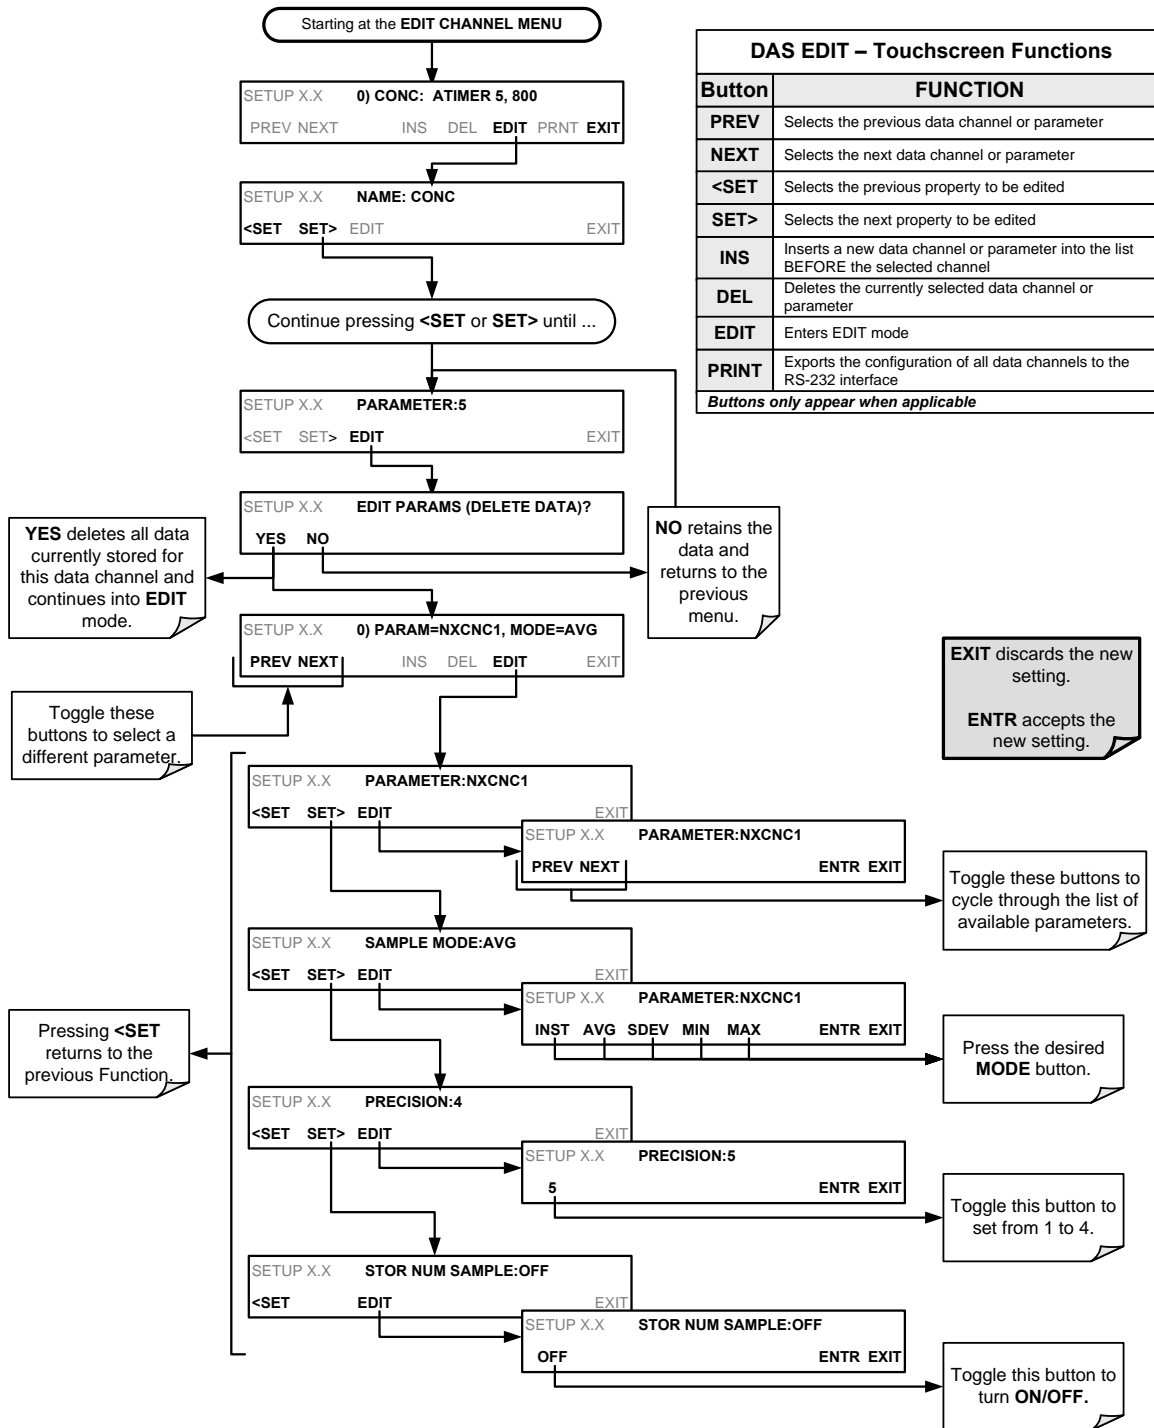 Starting at the EDIT CHANNEL MENU
SETUP X.X 0) CONC: ATIMER 5, 800
PREV NEXT INS DEL EDIT PRNT EXIT
SETUP X.X NAME: CONC
<SET SET> EDIT EXIT
Continue pressing <SET or SET> until ...
SETUP X.X PARAMETER:5
<SET SET> EDIT EXIT
SETUP X.X EDIT PARAMS (DELETE DATA)?
YES NO
YES deletes all data
currently stored for
this data channel and
continues into EDIT
mode.
NO retains the
data and
returns to the
previous
menu.
SETUP X.X 0) PARAM=NXCNC1, MODE=AVG
PREV NEXT INS DEL EDIT EXIT
Toggle these
buttons to select a
different parameter.
DAS EDIT – Touchscreen Functions
Button FUNCTION
PREV Selects the previous data channel or parameter
NEXT Selects the next data channel or parameter
<SET Selects the previous property to be edited
SET> Selects the next property to be edited
INS Inserts a new data channel or parameter into the list
BEFORE the selected channel
DEL Deletes the currently selected data channel or
parameter
EDIT Enters EDIT mode
PRINT Exports the configuration of all data channels to the
RS-232 interface
Buttons only appear when applicable
EXIT discards the new
setting.
ENTR accepts the
new setting.
SETUP X.X PARAMETER:NXCNC1
<SET SET> EDIT EXIT
SETUP X.X PARAMETER:NXCNC1
PREV NEXT ENTR EXIT
Toggle these buttons to
cycle through the list of
available parameters.
SETUP X.X SAMPLE MODE:AVG
<SET SET> EDIT EXIT
SETUP X.X PARAMETER:NXCNC1
INST AVG SDEV MIN MAX ENTR EXIT
Press the desired
MODE button.
Pressing <SET
returns to the
previous Function.
SETUP X.X PRECISION:4
<SET SET> EDIT EXIT
SETUP X.X PRECISION:5
5 ENTR EXIT
Toggle this button to
set from 1 to 4.
SETUP X.X STOR NUM SAMPLE:OFF
<SET EDIT EXIT
SETUP X.X STOR NUM SAMPLE:OFF
OFF ENTR EXIT
Toggle this button to
turn ON/OFF.